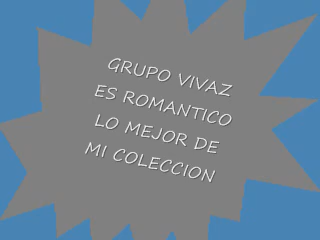 GRUPO VIVAZ
ES ROMANTICO
LO MEJOR DE
MI COLECCION